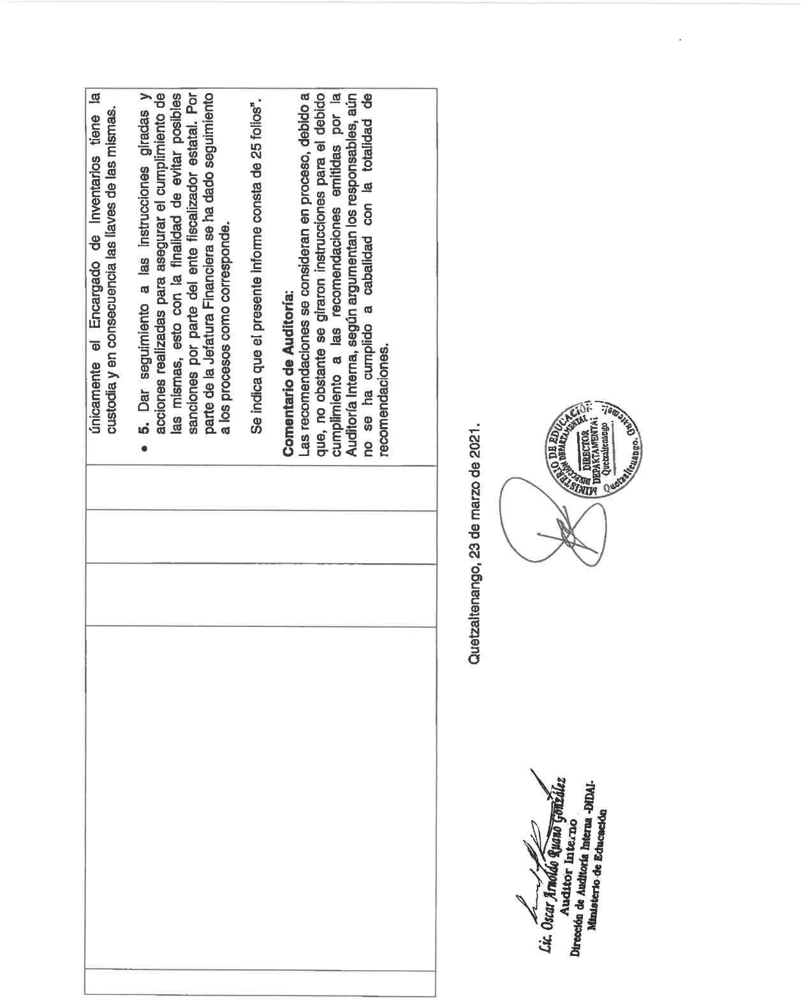 únicamente el Encargado de Inventarios tiene la
custodia y en consecuencia las llaves de las mismas.
• 5. Dar seguimiento a las instrucciones giradas y
acciones realizadas para asegurar el cumplimiento de
las mismas, esto con la finalidad de evitar posibles
sanciones por parte del ente fiscalizador estatal. Por
parte de la Jefatura Financiera se ha dado seguimiento
a los procesos como corresponde.
Se indica que el presente informe consta de 25 folios”.
Comentario de Auditoría:
Las recomendaciones se consideran en proceso, debido a
que, no obstante se giraron instrucciones para el debido
cumplimiento a las recomendaciones emitidas por la
Auditoría Interna, según argumentan los responsables, aún
no se ha cumplido a cabalidad con la totalidad de
recomendaciones.
Quetzaltenango, 23 de marzo de 2021.
Lic. Oscar Arnoldo Ruano González
Auditor Interno
Dirección de Auditoría Interna -DIDAI-
Ministerio de Educación
MINISTERIO DE EDUCACIÓN
DIRECCIÓN DEPARTAMENTAL
DIRECTOR
DEPARTAMENTAL
Quetzaltenango
Quetzaltenango, Guatemala.